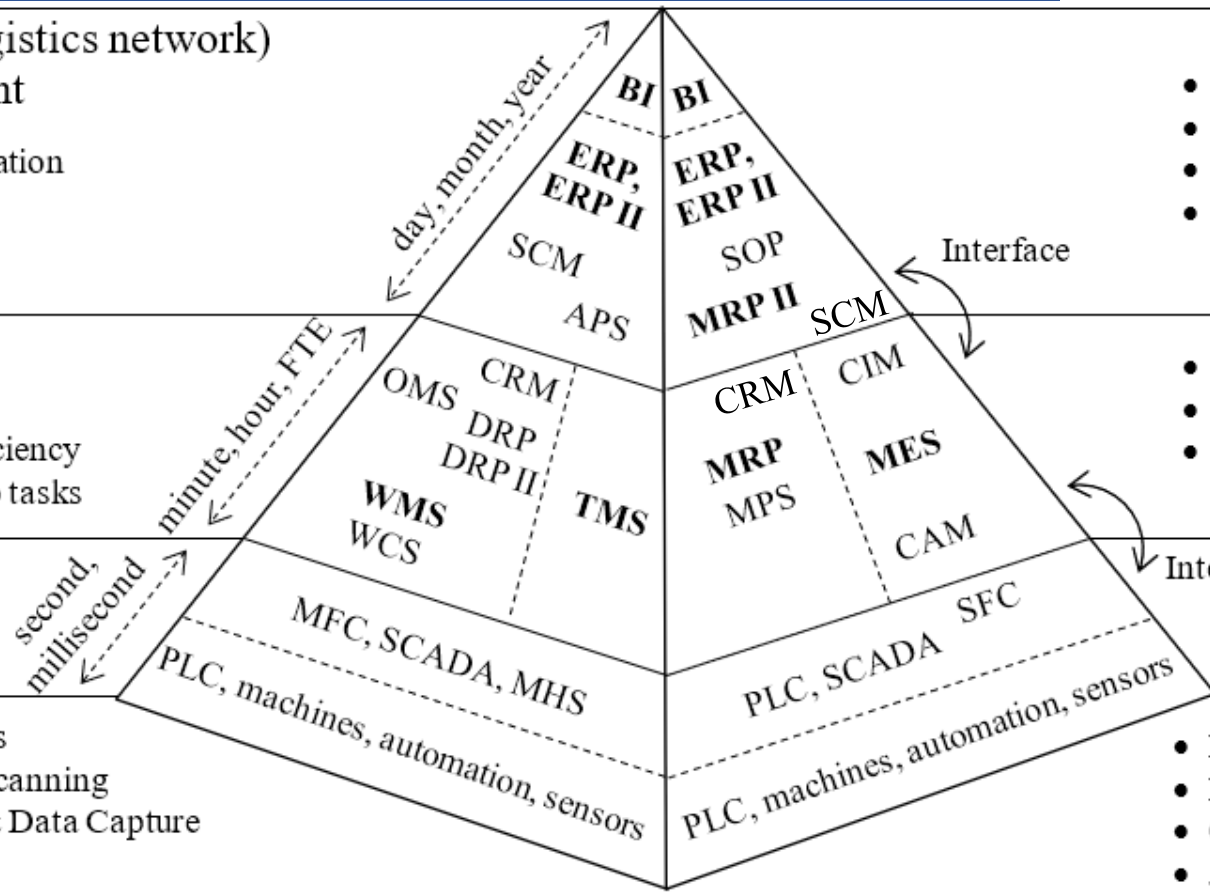 gistics network)
nt
ation
day, month, year
BI
BI
ERP,
ERP II
ERP,
ERP II
SCM
SOP
APS
MRP II
SCM
Interface
minute, hour, FTE
ciency
tasks
CRM
OMS
DRP
DRP II
WMS
WCS
TMS
CRM
CIM
MRP
MES
MPS
CAM
Inte
second,
millisecond
MFC, SCADA, MHS
SFC
PLC, SCADA
PLC, machines, automation, sensors
PLC, machines, automation, sensors
s
canning
Data Capture